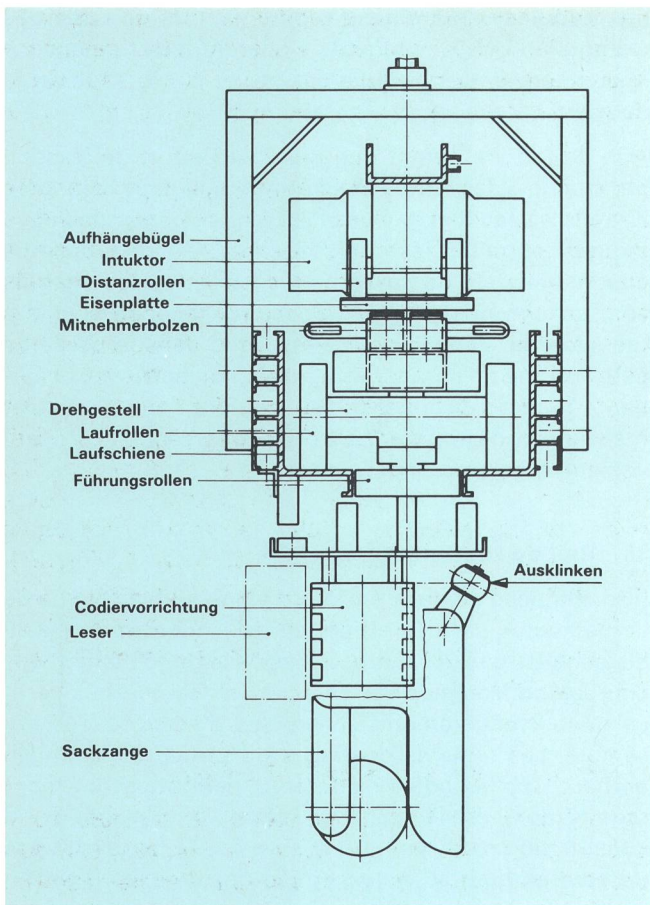 Aufhängebügel
Intuktor
Distanzrollen
Eisenplatte
Mitnehmerbolzen
Drehgestell
Laufrollen
Laufschiene
Führungsrollen
Ausklinken
Codiervorrichtung
Leser
Sackzange